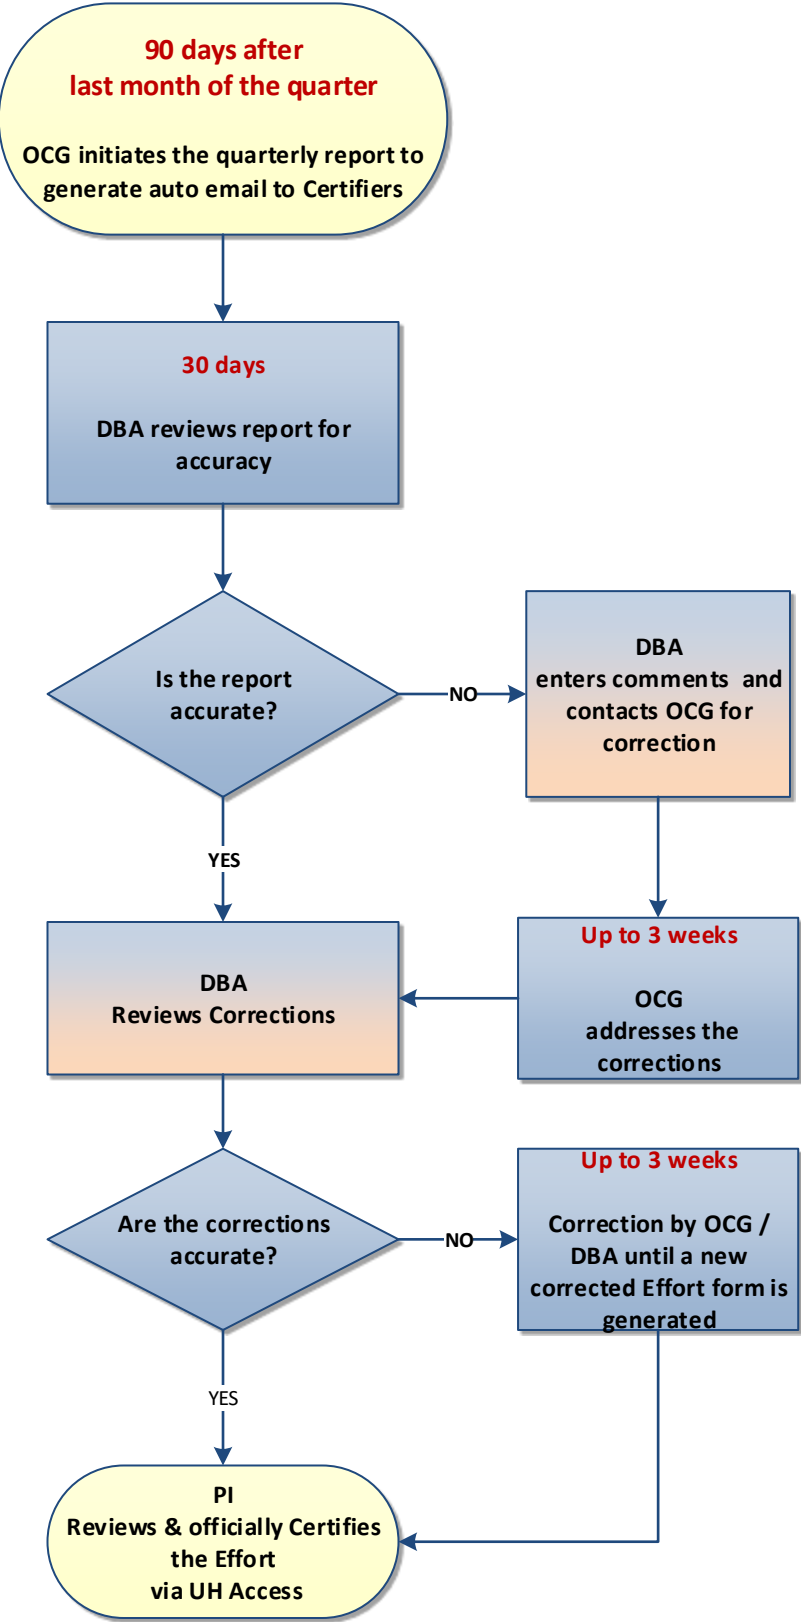 90 days after
last month of the quarter
OCG initiates the quarterly report to
generate auto email to Certifiers
30 days
DBA reviews report for
accuracy
Is the report
accurate?
NO
DBA
enters comments and
contacts OCG for
correction
YES
Up to 3 weeks
OCG
addresses the
corrections
DBA
Reviews Corrections
Are the corrections
accurate?
NO
Up to 3 weeks
Correction by OCG /
DBA until a new
corrected Effort form is
generated
YES
PI
Reviews & officially Certifies
the Effort
via UH Access